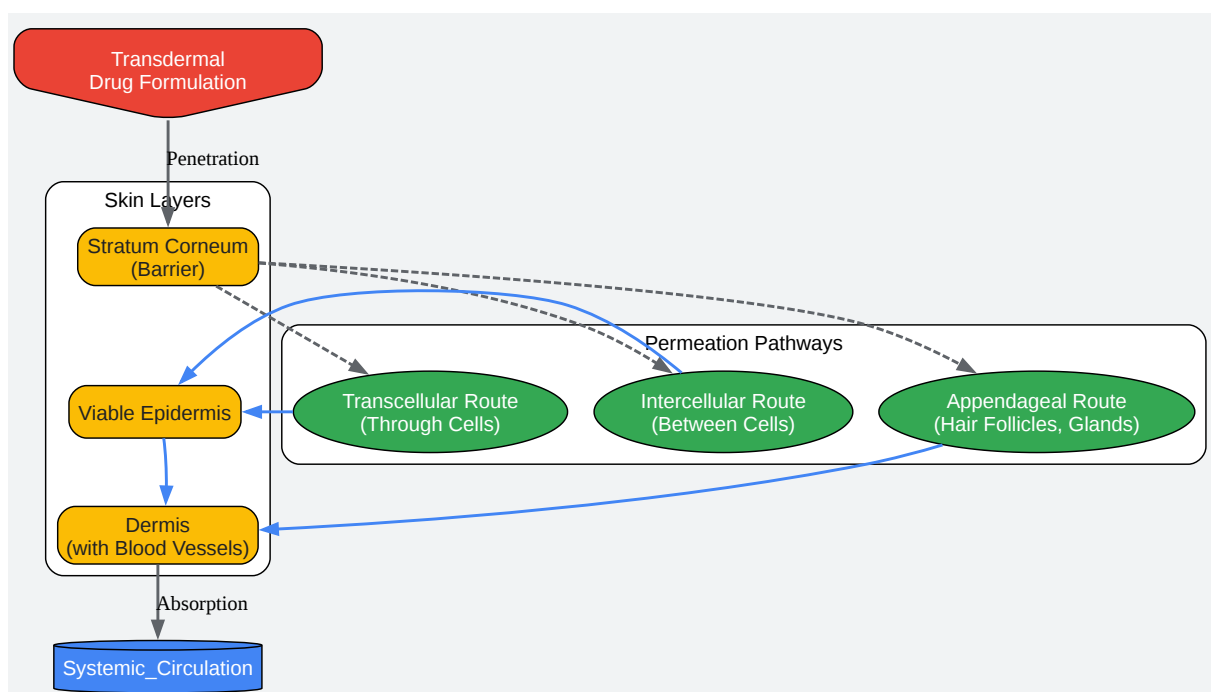 Transdermal
Drug Formulation
Penetration
Skin Layers
Stratum Corneum
(Barrier)
Permeation Pathways
Transcellular Route
(Through Cells)
Intercellular Route
(Between Cells)
Appendageal Route
(Hair Follicles, Glands)
Viable Epidermis
Dermis
(with Blood Vessels)
Absorption
Systemic_Circulation